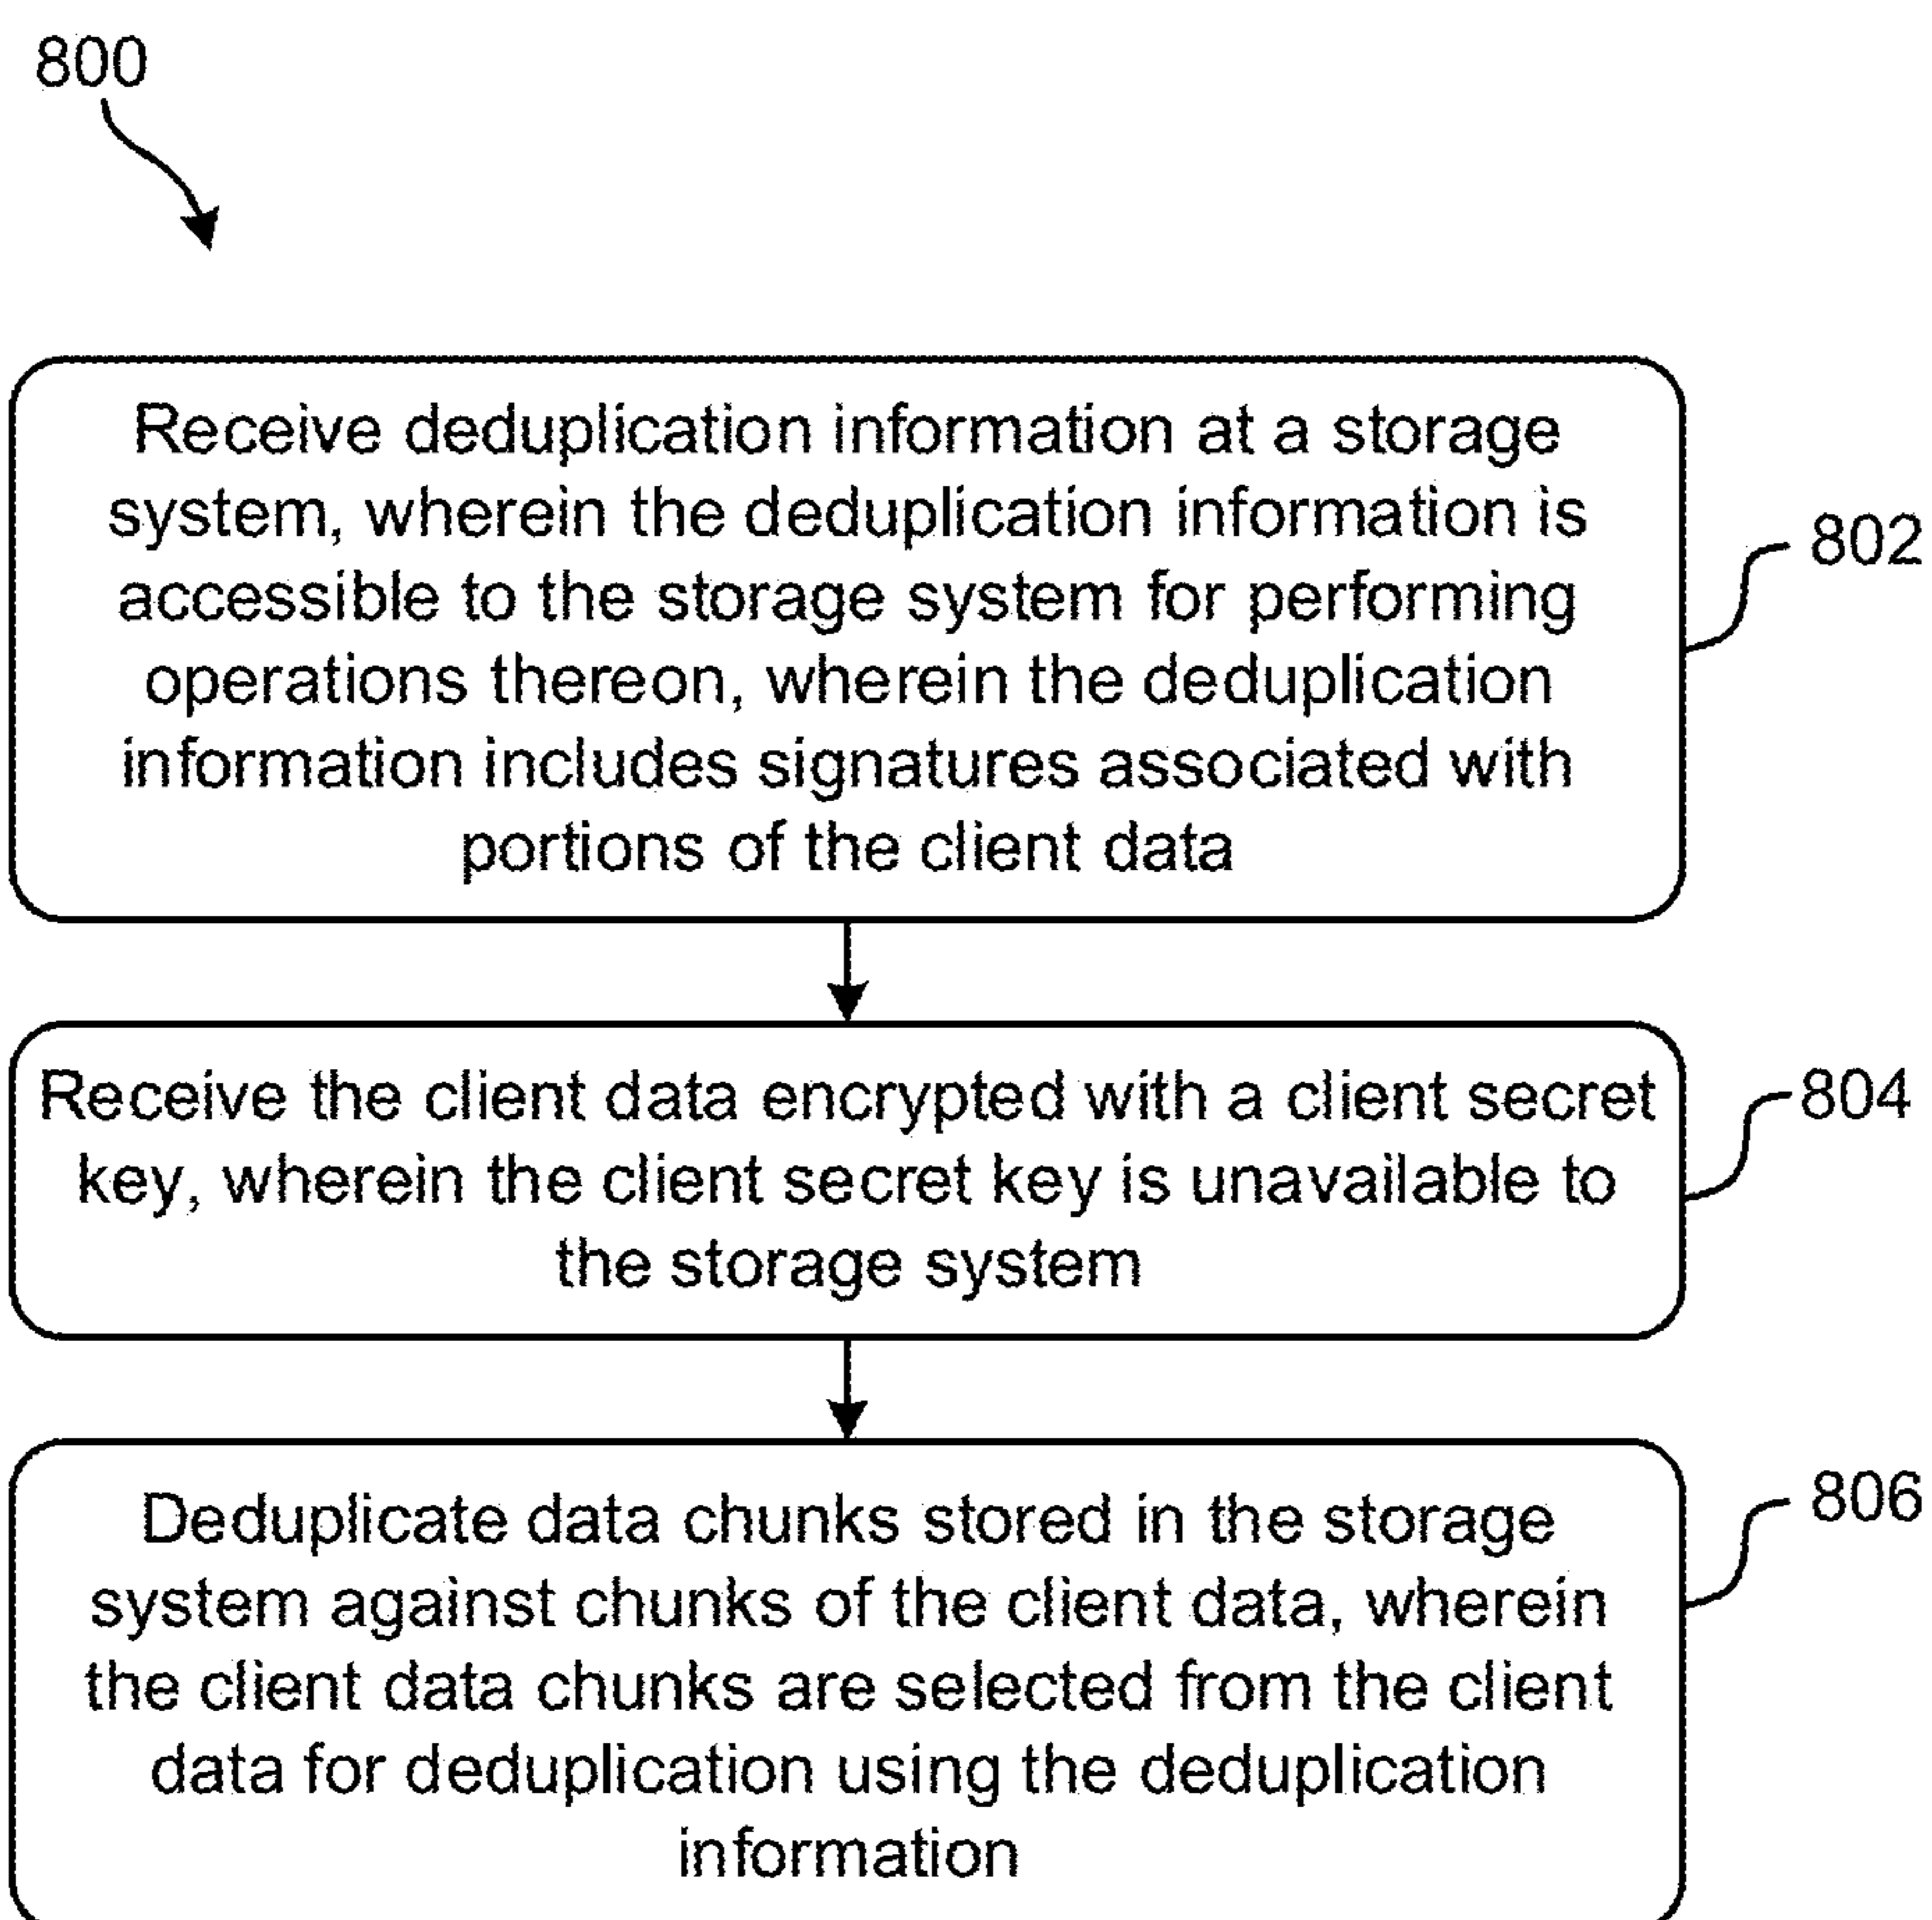 800
Receive deduplication information at a storage
system, wherein the deduplication information is
accessible to the storage system for performing
operations thereon, wherein the deduplication
information includes signatures associated with
portions of the client data
802
Receive the client data encrypted with a client secret
key, wherein the client secret key is unavailable to
the storage system
804
Deduplicate data chunks stored in the storage
system against chunks of the client data, wherein
the client data chunks are selected from the client
data for deduplication using the deduplication
information
806